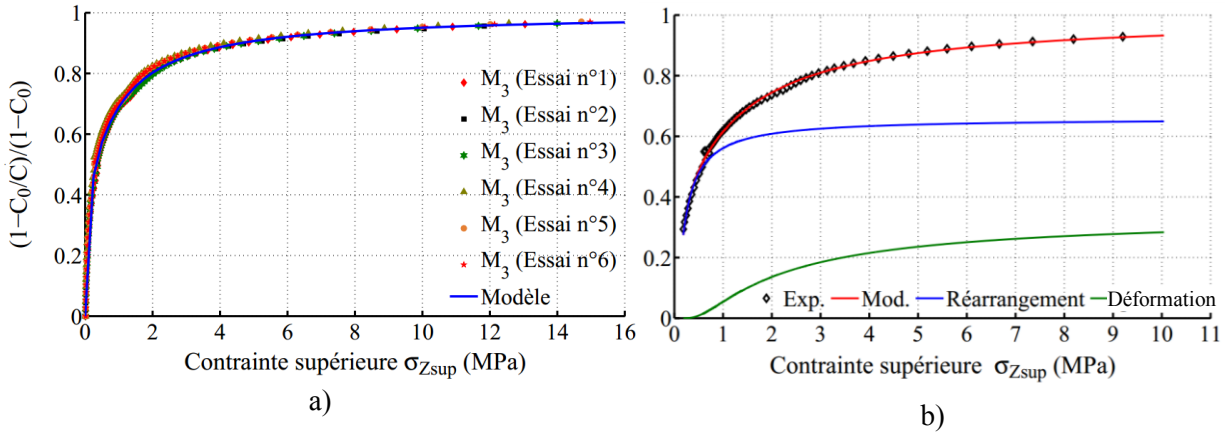 (1−C₀/C)/(1−C₀)
1
0.8
0.6
0.4
0.2
0
0 2 4 6 8 10 12 14 16
M₃ (Essai n°1)
M₃ (Essai n°2)
M₃ (Essai n°3)
M₃ (Essai n°4)
M₃ (Essai n°5)
M₃ (Essai n°6)
Modèle
Contrainte supérieure σZsup (MPa)
a)
1
0.8
0.6
0.4
0.2
0
Exp. Mod. Réarrangement Déformation
0 1 2 3 4 5 6 7 8 9 10 11
Contrainte supérieure σZsup (MPa)
b)